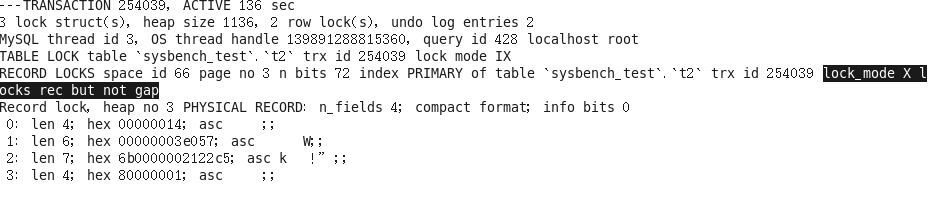 ---TRANSACTION 254039, ACTIVE 136 sec
3 lock struct(s), heap size 1136, 2 row lock(s), undo log entries 2
MySQL thread id 3, OS thread handle 139891288815360, query id 428 localhost root
TABLE LOCK table `sysbench_test`.`t2` trx id 254039 lock mode IX
RECORD LOCKS space id 66 page no 3 n bits 72 index PRIMARY of table `sysbench_test`.`t2` trx id 254039 lock_mode X l
ocks rec but not gap
Record lock, heap no 3 PHYSICAL RECORD: n_fields 4; compact format; info bits 0
0: len 4; hex 00000014; asc     ;;
1: len 6; hex 00000003e057; asc      W;;
2: len 7; hex 6b0000002122c5; asc k   !" ;;
3: len 4; hex 80000001; asc     ;;